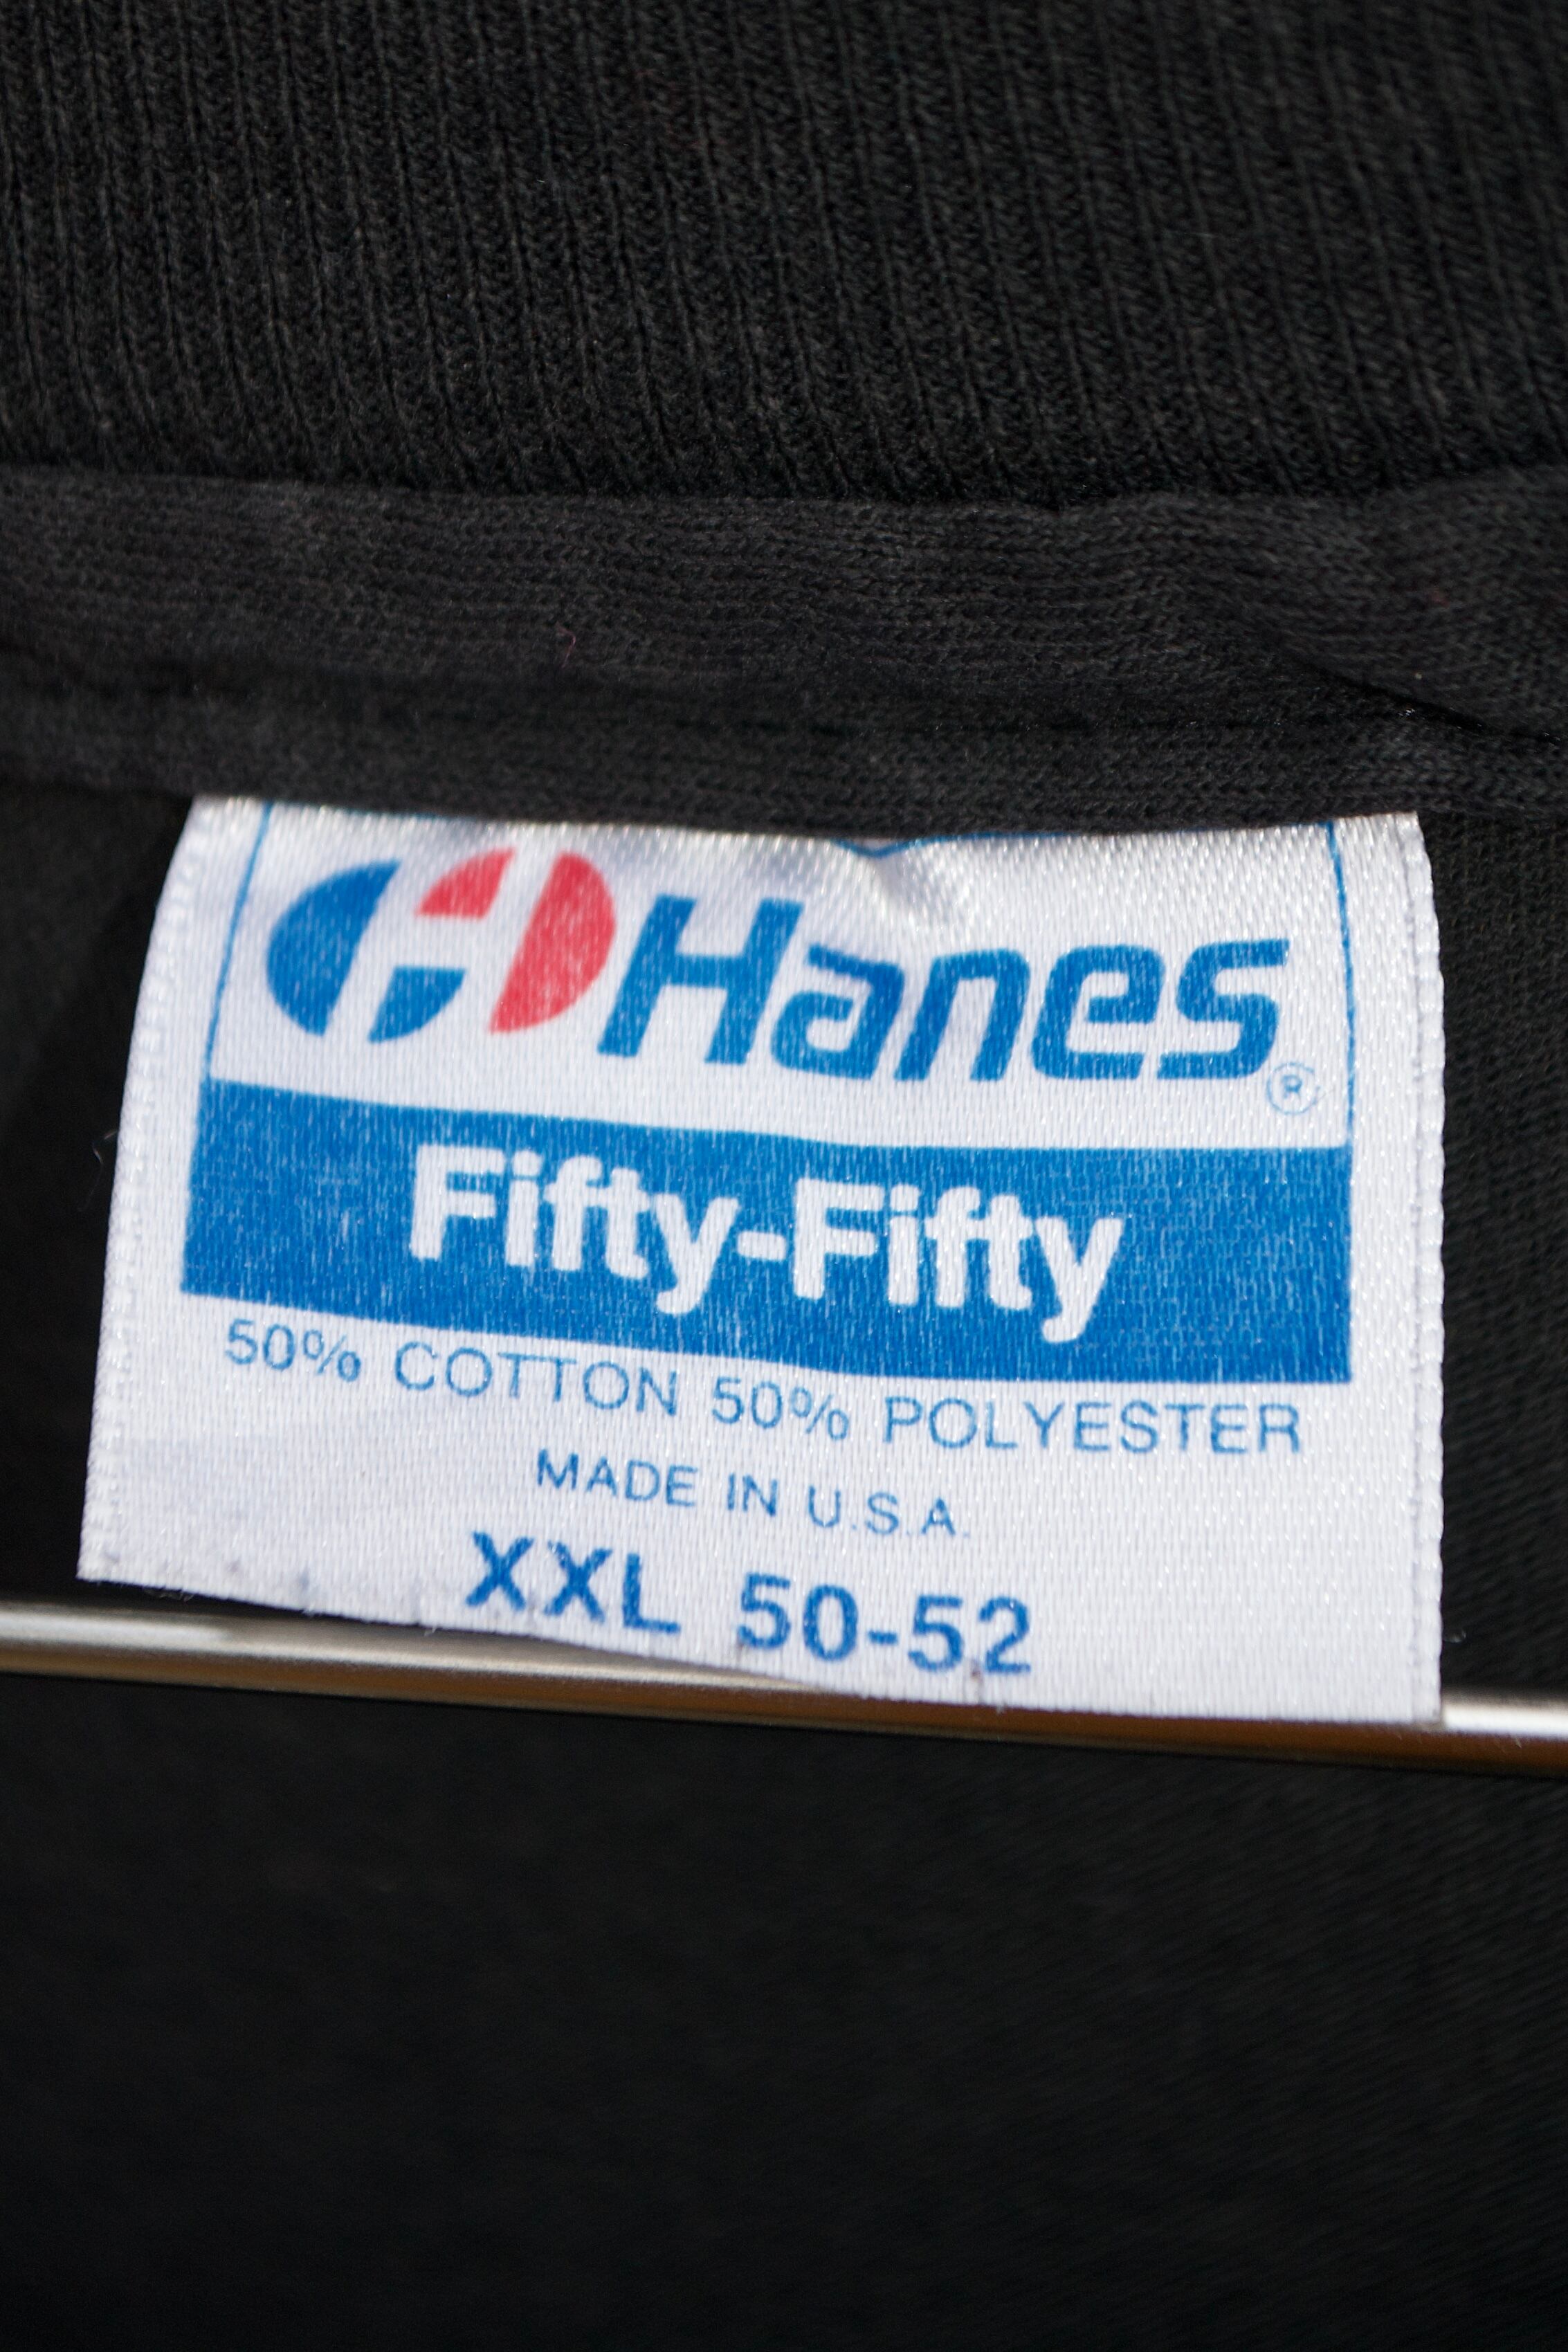 Hanes®
Fifty-Fifty
50% COTTON 50% POLYESTER
MADE IN U.S.A.
XXL 50-52